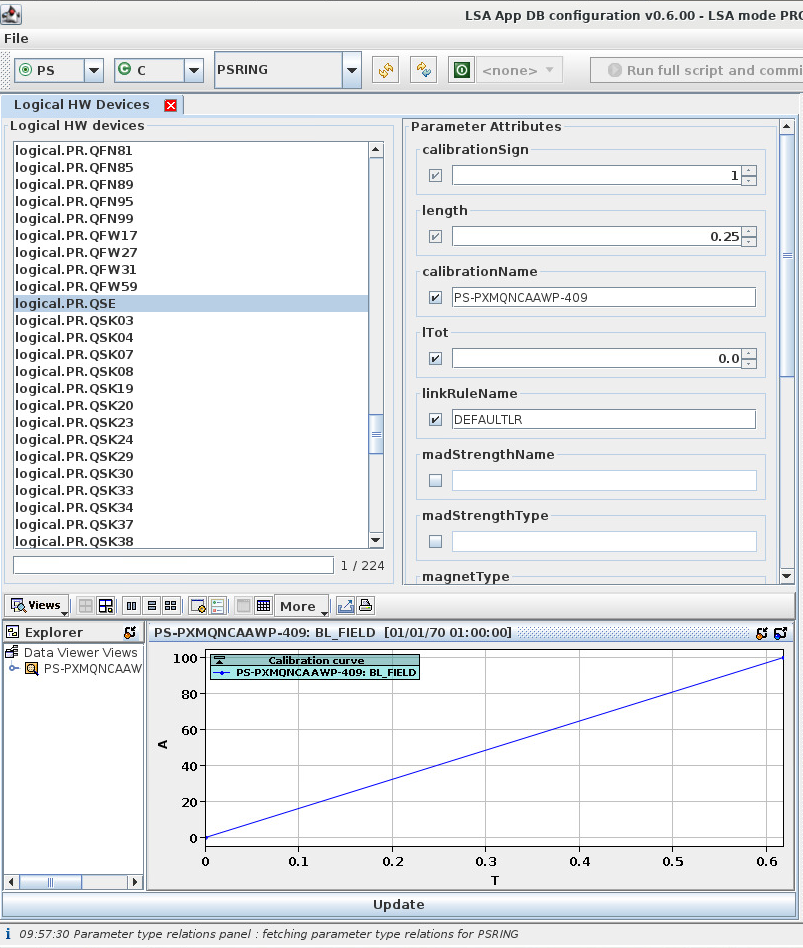 LSA App DB configuration v0.6.00 - LSA mode PRO
File
PS
C
PSRING
<none>
Run full script and commi
Logical HW Devices
Logical HW devices
logical.PR.QFN81
logical.PR.QFN85
logical.PR.QFN89
logical.PR.QFN95
logical.PR.QFN99
logical.PR.QFW17
logical.PR.QFW27
logical.PR.QFW31
logical.PR.QFW59
logical.PR.QSE
logical.PR.QSK03
logical.PR.QSK04
logical.PR.QSK07
logical.PR.QSK08
logical.PR.QSK19
logical.PR.QSK20
logical.PR.QSK23
logical.PR.QSK24
logical.PR.QSK29
logical.PR.QSK30
logical.PR.QSK33
logical.PR.QSK34
logical.PR.QSK37
logical.PR.QSK38
1 / 224
Parameter Attributes
calibrationSign
1
length
0.25
calibrationName
PS-PXMQNCAAWP-409
lTot
0.0
linkRuleName
DEFAULTLR
madStrengthName
madStrengthType
magnetType
Views
More
Explorer
Data Viewer Views
PS-PXMQNCAAW
PS-PXMQNCAAWP-409: BL_FIELD [01/01/70 01:00:00]
Calibration curve
PS-PXMQNCAAWP-409: BL_FIELD
A
100
80
60
40
20
0
0 0.1 0.2 0.3 0.4 0.5 0.6
T
Update
09:57:30 Parameter type relations panel : fetching parameter type relations for PSRING